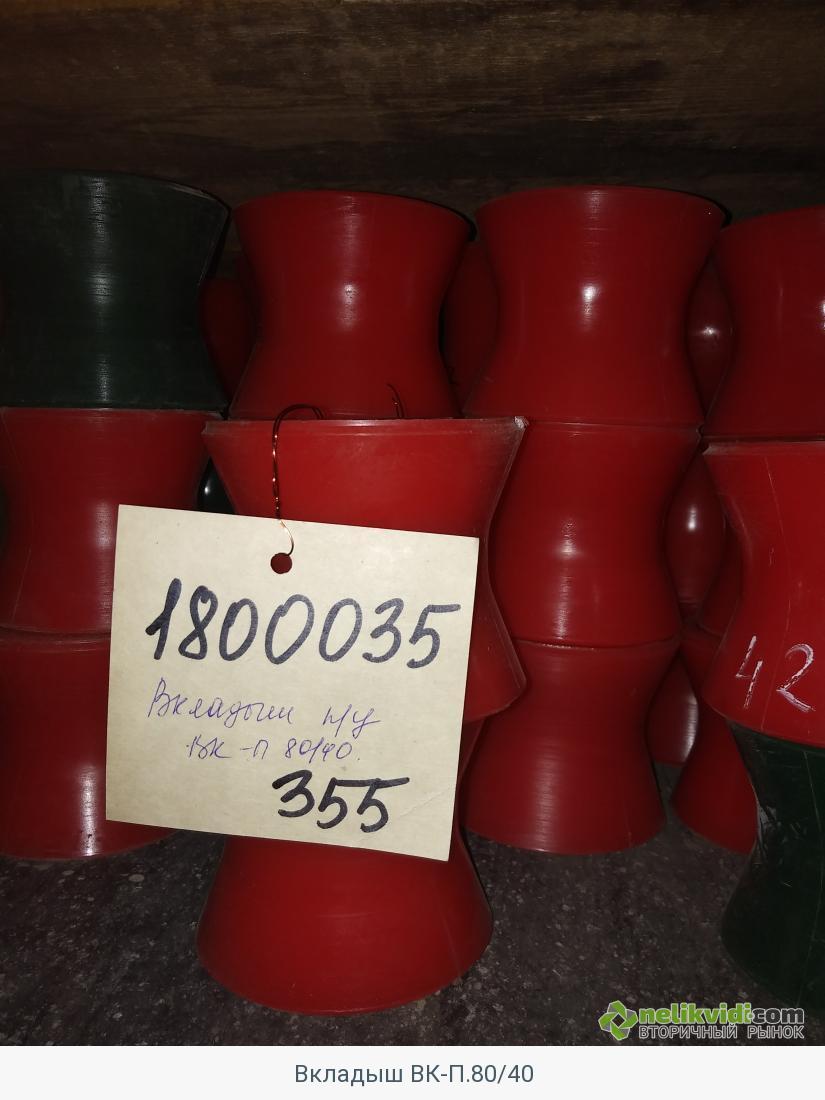 1800035
Вкладыш н/у
ВК-П 80/40.
355
42
nelikvidi.com
ВТОРИЧНЫЙ РЫНОК
Вкладыш ВК-П.80/40